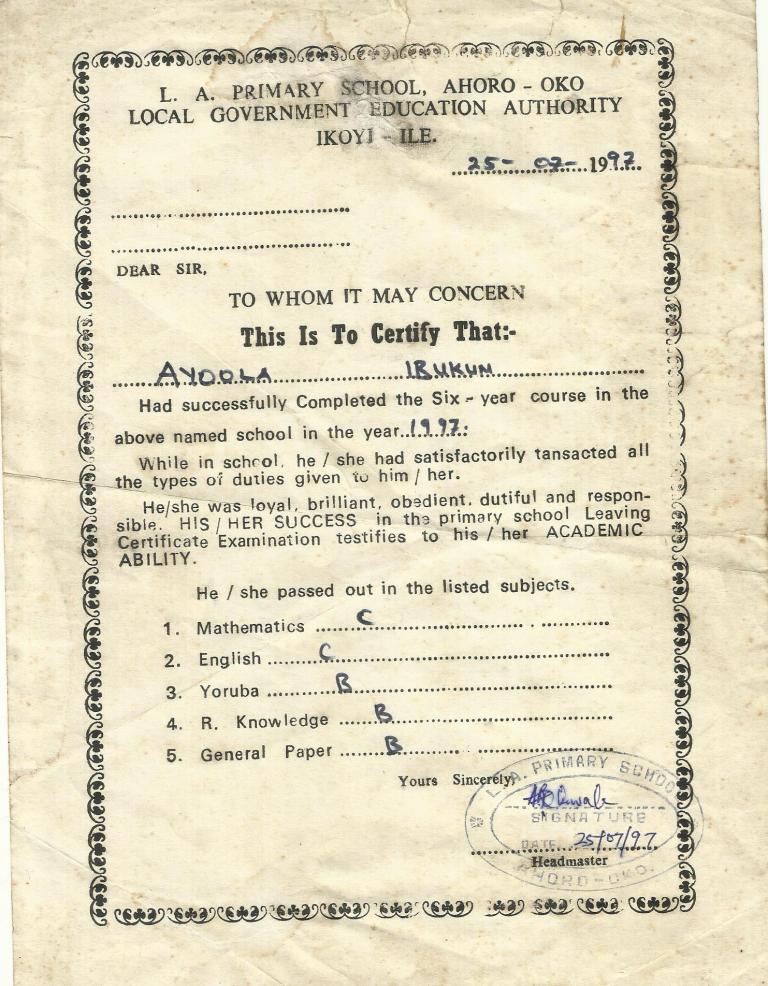 L. A. PRIMARY SCHOOL, AHORO - OKO
LOCAL GOVERNMENT EDUCATION AUTHORITY
IKOYI - ILE.
25- 07- 1997
DEAR SIR,
TO WHOM IT MAY CONCERN
This Is To Certify That:-
AYOOLA IBUKUN
Had successfully Completed the Six - year course in the
above named school in the year 1997.
While in school, he / she had satisfactorily tansacted all
the types of duties given to him / her.
He/she was loyal, brilliant, obedient, dutiful and respon-
sible. HIS / HER SUCCESS in the primary school Leaving
Certificate Examination testifies to his / her ACADEMIC
ABILITY.
He / she passed out in the listed subjects.
1. Mathematics C
2. English C
3. Yoruba B
4. R. Knowledge B
5. General Paper B
Yours Sincerely,
L. A. PRIMARY SCHOOL
SIGNATURE
DATE 25/07/97
Headmaster
AHORO-OKO.